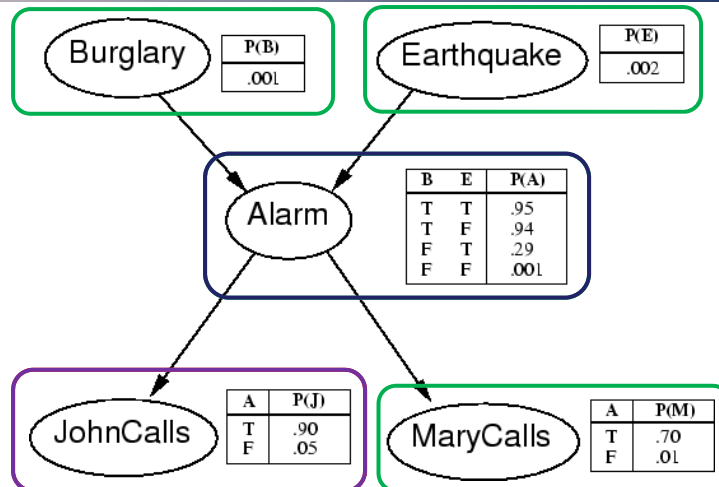 Burglary
P(B)
.001
Earthquake
P(E)
.002
Alarm
B E P(A)
T T .95
T F .94
F T .29
F F .001
JohnCalls
A P(J)
T .90
F .05
MaryCalls
A P(M)
T .70
F .01